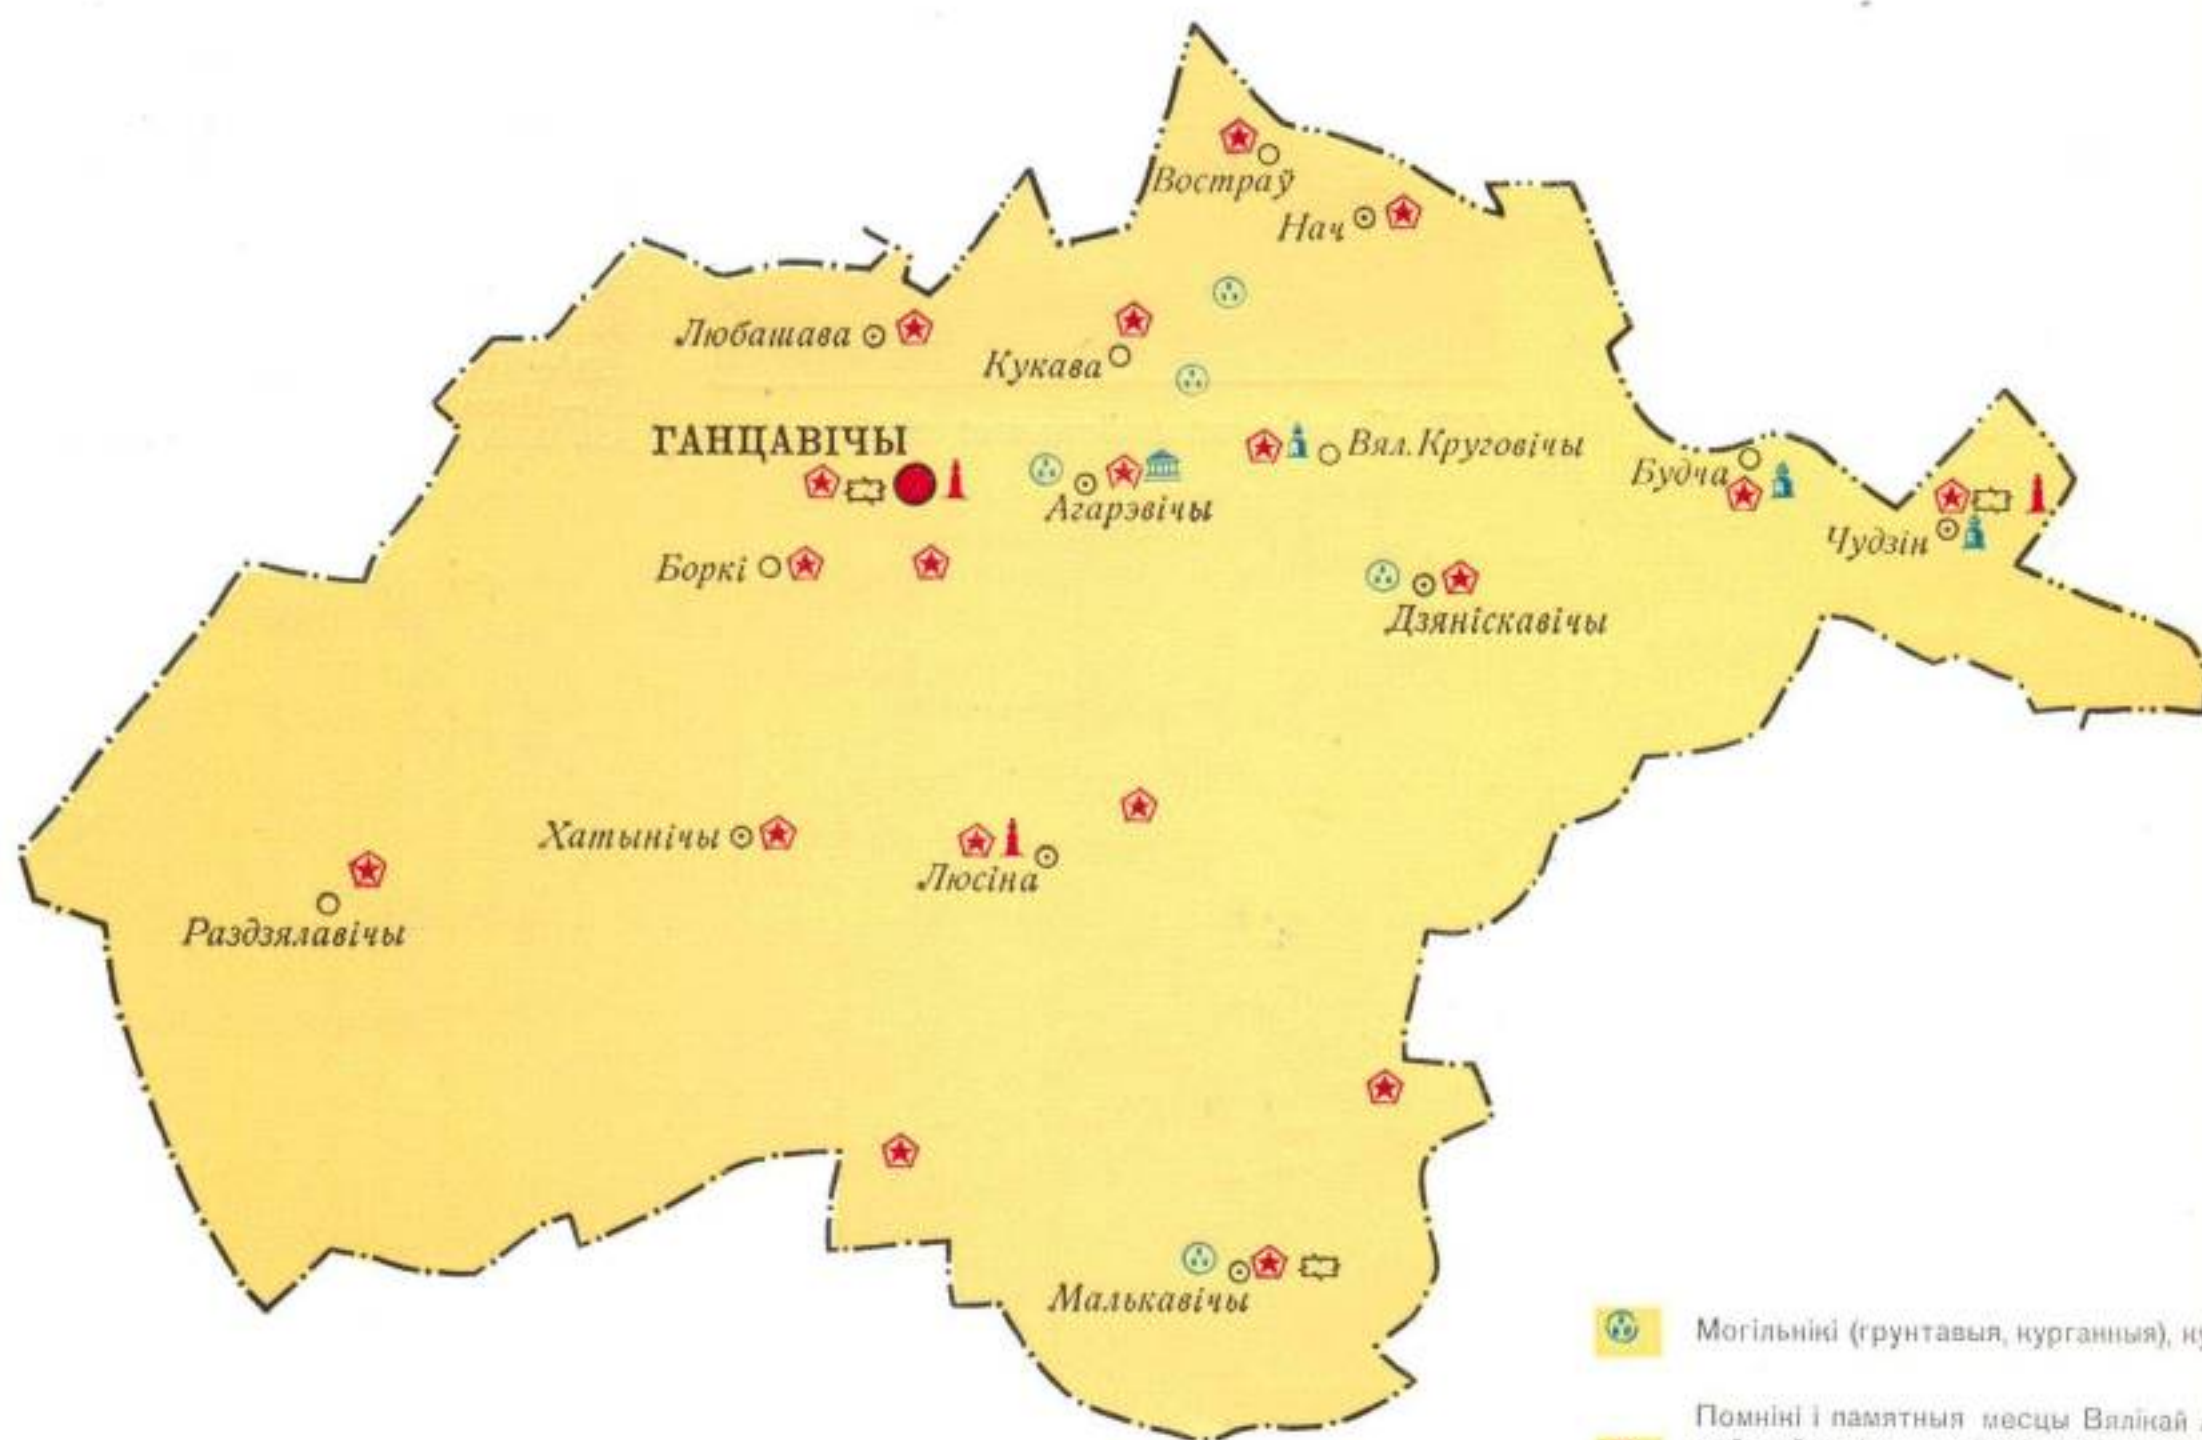 Востраў
Нач
Любашава
Кукава
ГАНЦАВІЧЫ
Вял.Круговічы
Будча
Агарэвічы
Чудзін
Боркі
Дзяніскавічы
Хатынічы
Люсіна
Раздзялавічы
Малькавічы
Могільнікі (грунтавыя, курганныя),
Помнікі і памятныя месцы Вялікай